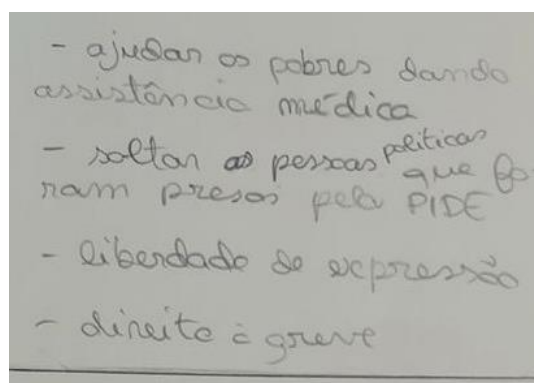 - ajudar os pobres dando
assistência médica
- soltar as pessoas políticas que fo-
ram presas pela PIDE
- liberdade de expressão
- direito à greve